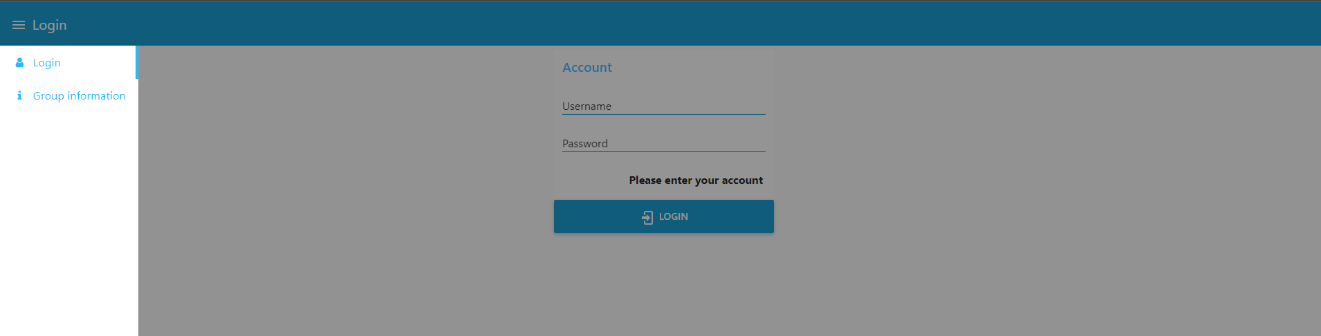 Login
Login
Group information
Account
Username
Password
Please enter your account
LOGIN